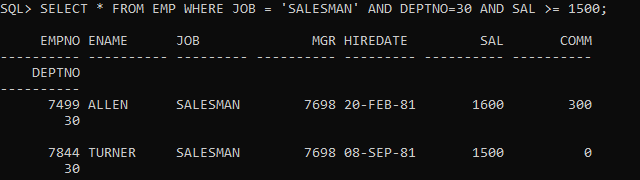 SQL> SELECT * FROM EMP WHERE JOB = 'SALESMAN' AND DEPTNO=30 AND SAL >= 1500;
EMPNO ENAME JOB MGR HIREDATE SAL COMM
---------- ---------- --------- ---------- --------- ---------- ----------
DEPTNO
----------
7499 ALLEN SALESMAN 7698 20-FEB-81 1600 300
30
7844 TURNER SALESMAN 7698 08-SEP-81 1500 0
30